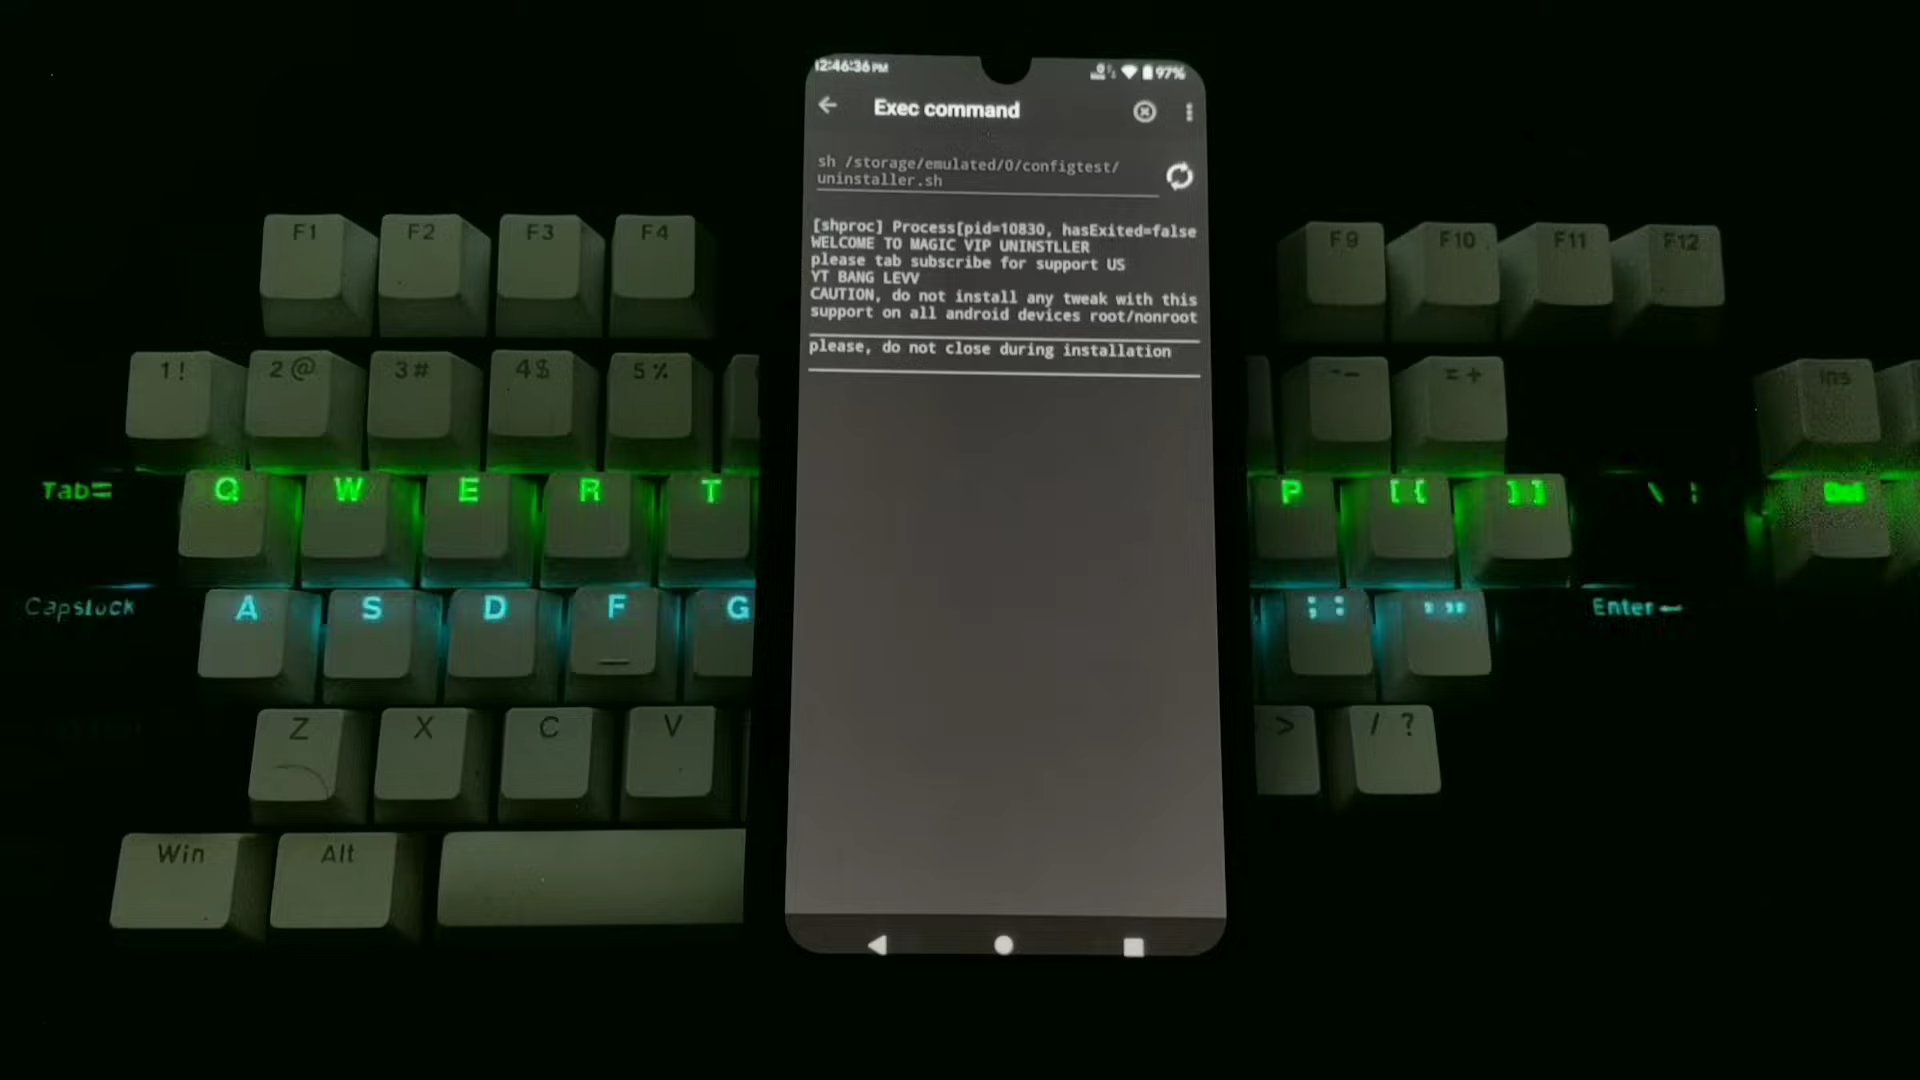 12:46:36 PM
97%
Exec command
sh /storage/emulated/0/configtest/
uninstaller.sh
[shproc] Process[pid=10830, hasExited=false
WELCOME TO MAGIC VIP UNINSTLLER
please tab subscribe for support US
YT BANG LEVV
CAUTION, do not install any tweak with this
support on all android devices root/nonroot
please, do not close during installation
F1 F2 F3 F4 F9 F10 F11 F12
1! 2@ 3# 4$ 5% -_ =+ Ins
Tab Q W E R T P [{ ]} Del
Capslock A S D F G ;: Enter
Z X C V > /?
Win Alt